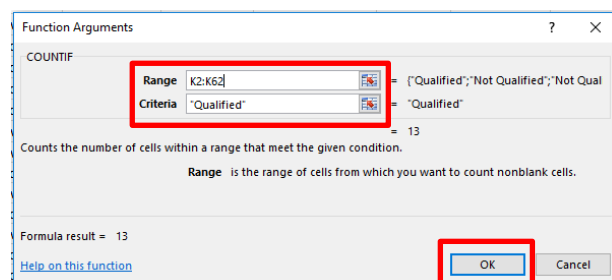 Function Arguments ? ×
COUNTIF
Range K2:K62 = {"Qualified";"Not Qualified";"Not Qual
Criteria "Qualified" = "Qualified"
= 13
Counts the number of cells within a range that meet the given condition.
Range is the range of cells from which you want to count nonblank cells.
Formula result = 13
Help on this function OK Cancel